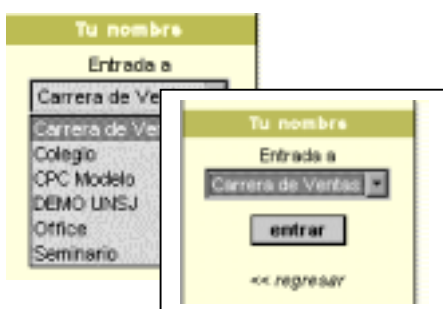 Tu nombre
Entrada a
Carrera de Ve
Carrera de Ve
Colegio
CPC Modelo
DEMO UNSJ
Office
Seminario
Tu nombre
Entrada a
Carrera de Ventas
entrar
<< regresar